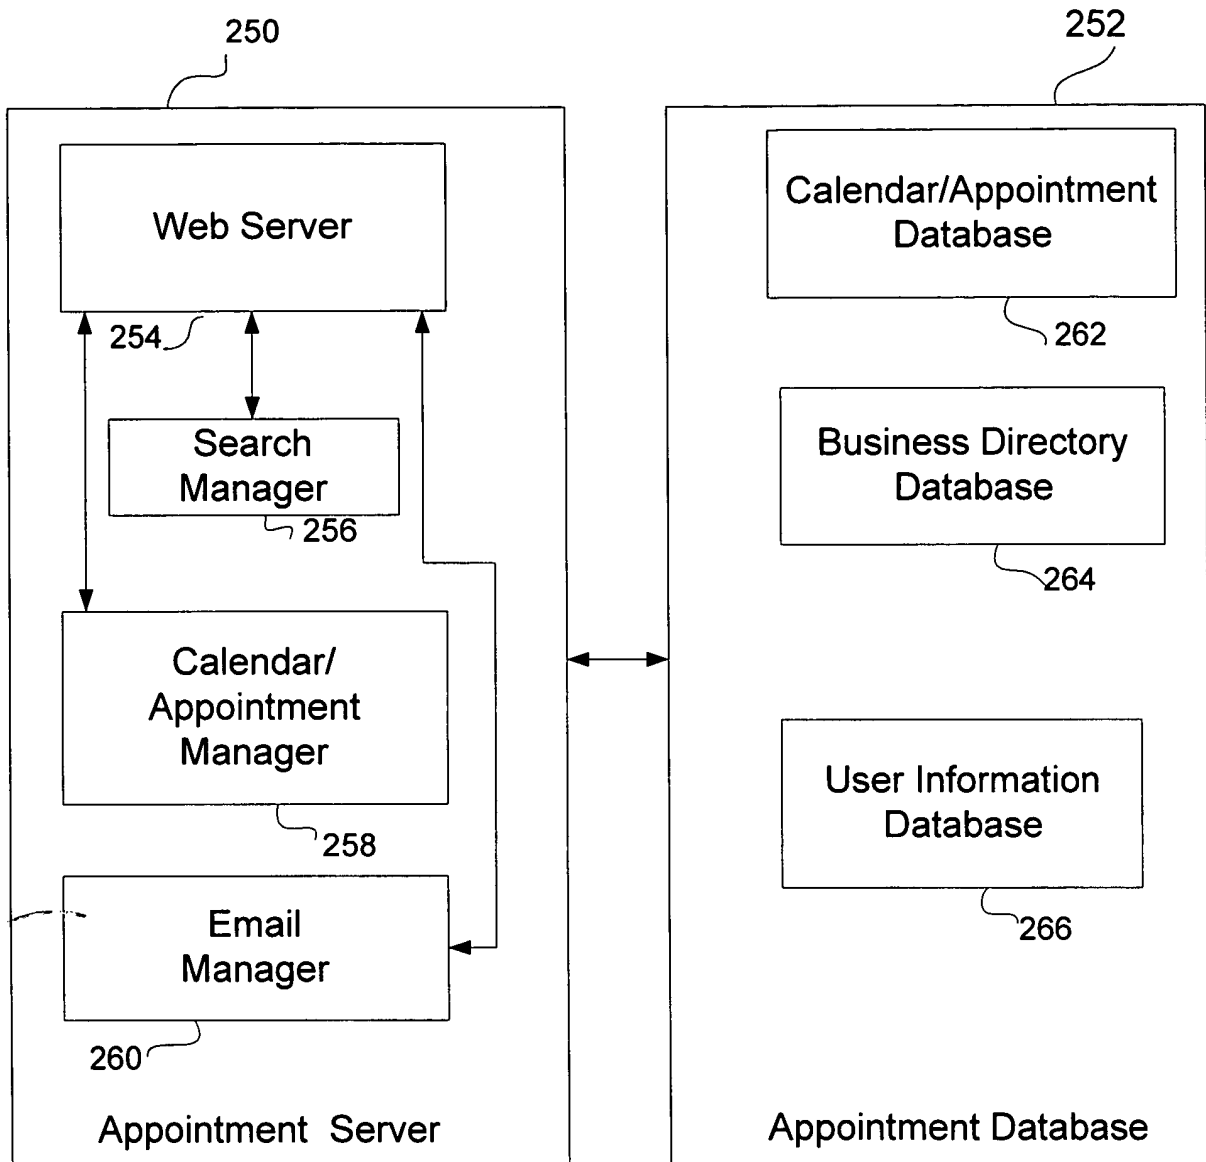 250
252
Web Server
254
Search
Manager
256
Calendar/
Appointment
Manager
258
Email
Manager
260
Appointment Server
Calendar/Appointment
Database
262
Business Directory
Database
264
User Information
Database
266
Appointment Database